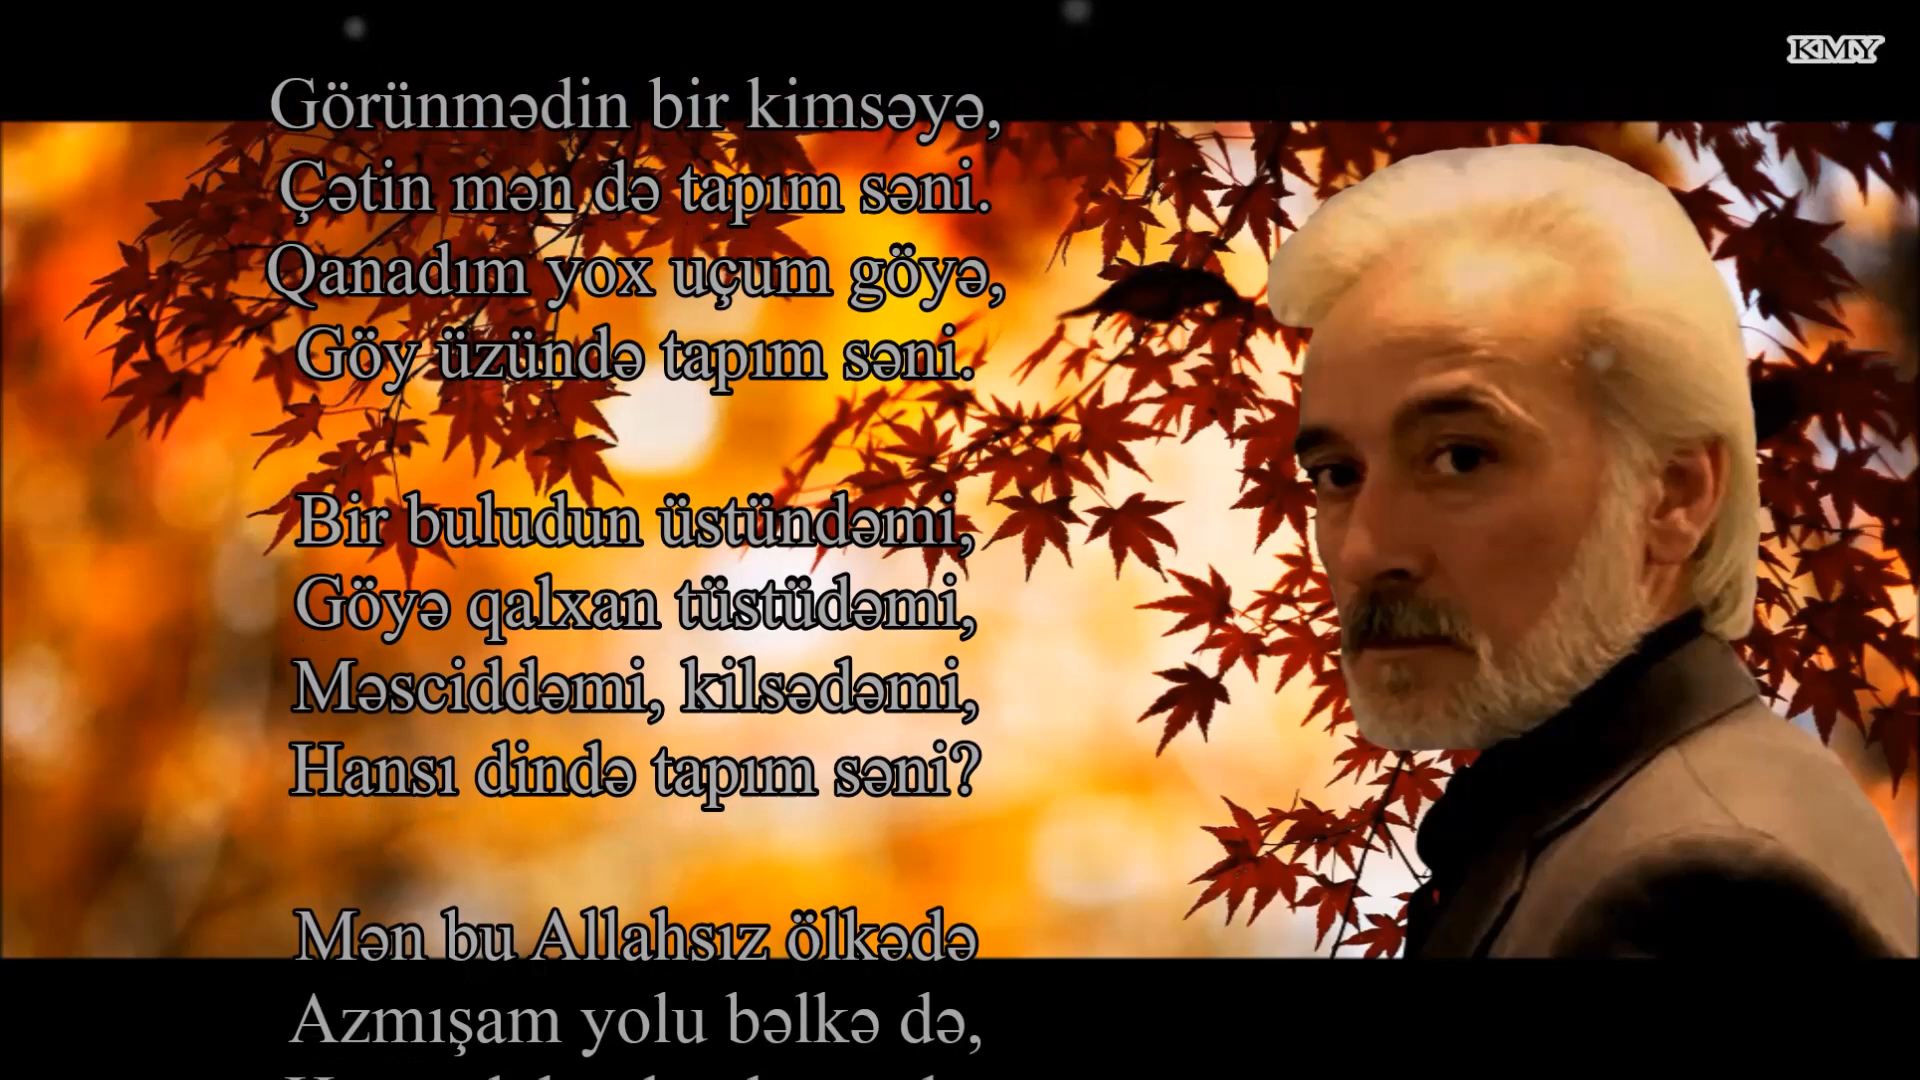 KMY
Görünmədin bir kimsəyə,
Çətin mən də tapım səni.
Qanadım yox uçum göyə,
Göy üzündə tapım səni.
Bir buludun üstündəmi,
Göyə qalxan tüstüdəmi,
Məsciddəmi, kilsədəmi,
Hansı dində tapım səni?
Mən bu Allahsız ölkədə
Azmışam yolu bəlkə də,